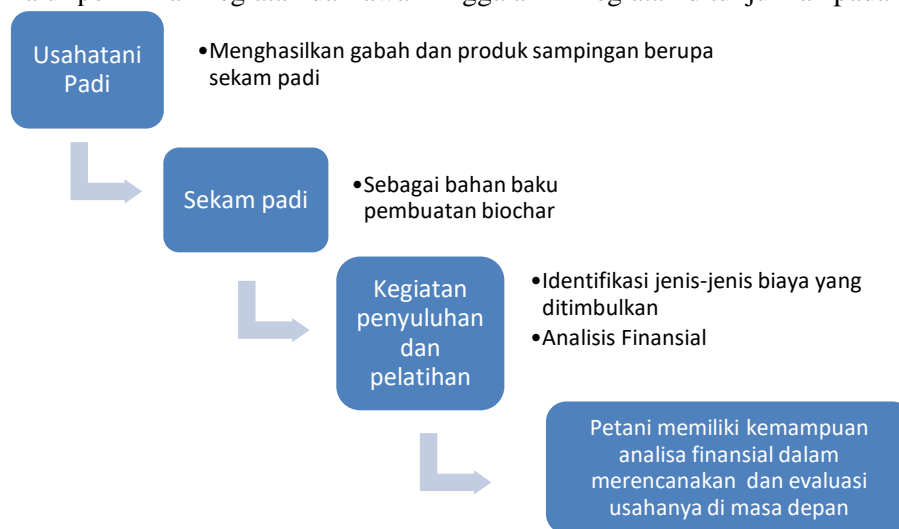 Usahatani
Padi
•Menghasilkan gabah dan produk sampingan berupa
sekam padi
Sekam padi
•Sebagai bahan baku
pembuatan biochar
Kegiatan
penyuluhan
dan
pelatihan
•Identifikasi jenis-jenis biaya yang
ditimbulkan
•Analisis Finansial
Petani memiliki kemampuan
analisa finansial dalam
merencanakan dan evaluasi
usahanya di masa depan